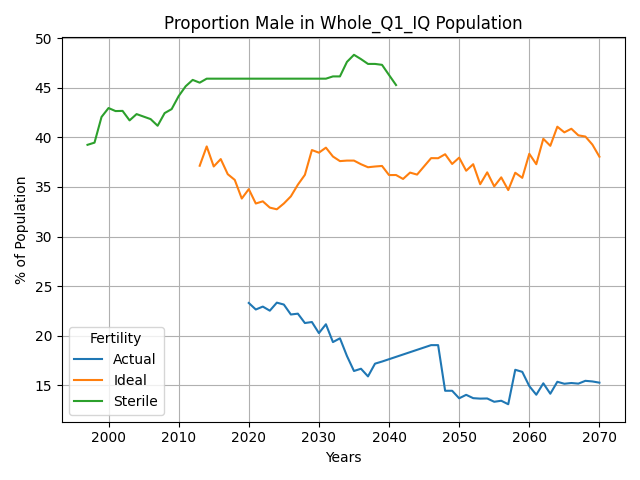 Proportion Male in Whole_Q1_IQ Population
% of Population
50
45
40
35
30
25
20
15
Fertility
Actual
Ideal
Sterile
2000 2010 2020 2030 2040 2050 2060 2070
Years